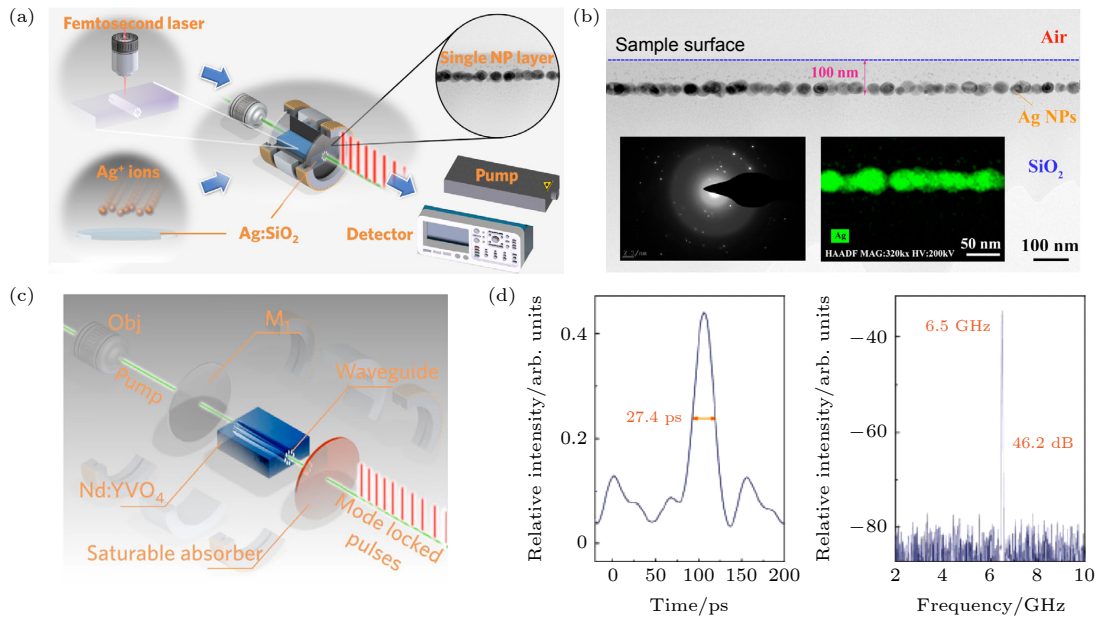 (a)
Femtosecond laser
Single NP layer
Ag⁺ ions
Ag:SiO₂
Pump
Detector
(b)
Sample surface
Air
100 nm
Ag NPs
SiO₂
Ag
HAADF MAG:320kx HV:200kV
50 nm
100 nm
(c)
Obj
M₁
Pump
Waveguide
Nd:YVO₄
Saturable absorber
Mode locked
pulses
(d)
Relative intensity/arb. units
0.4
0.2
0
27.4 ps
0
50
100
150
200
Time/ps
Relative intensity/arb. units
−40
−60
−80
6.5 GHz
46.2 dB
2
4
6
8
10
Frequency/GHz